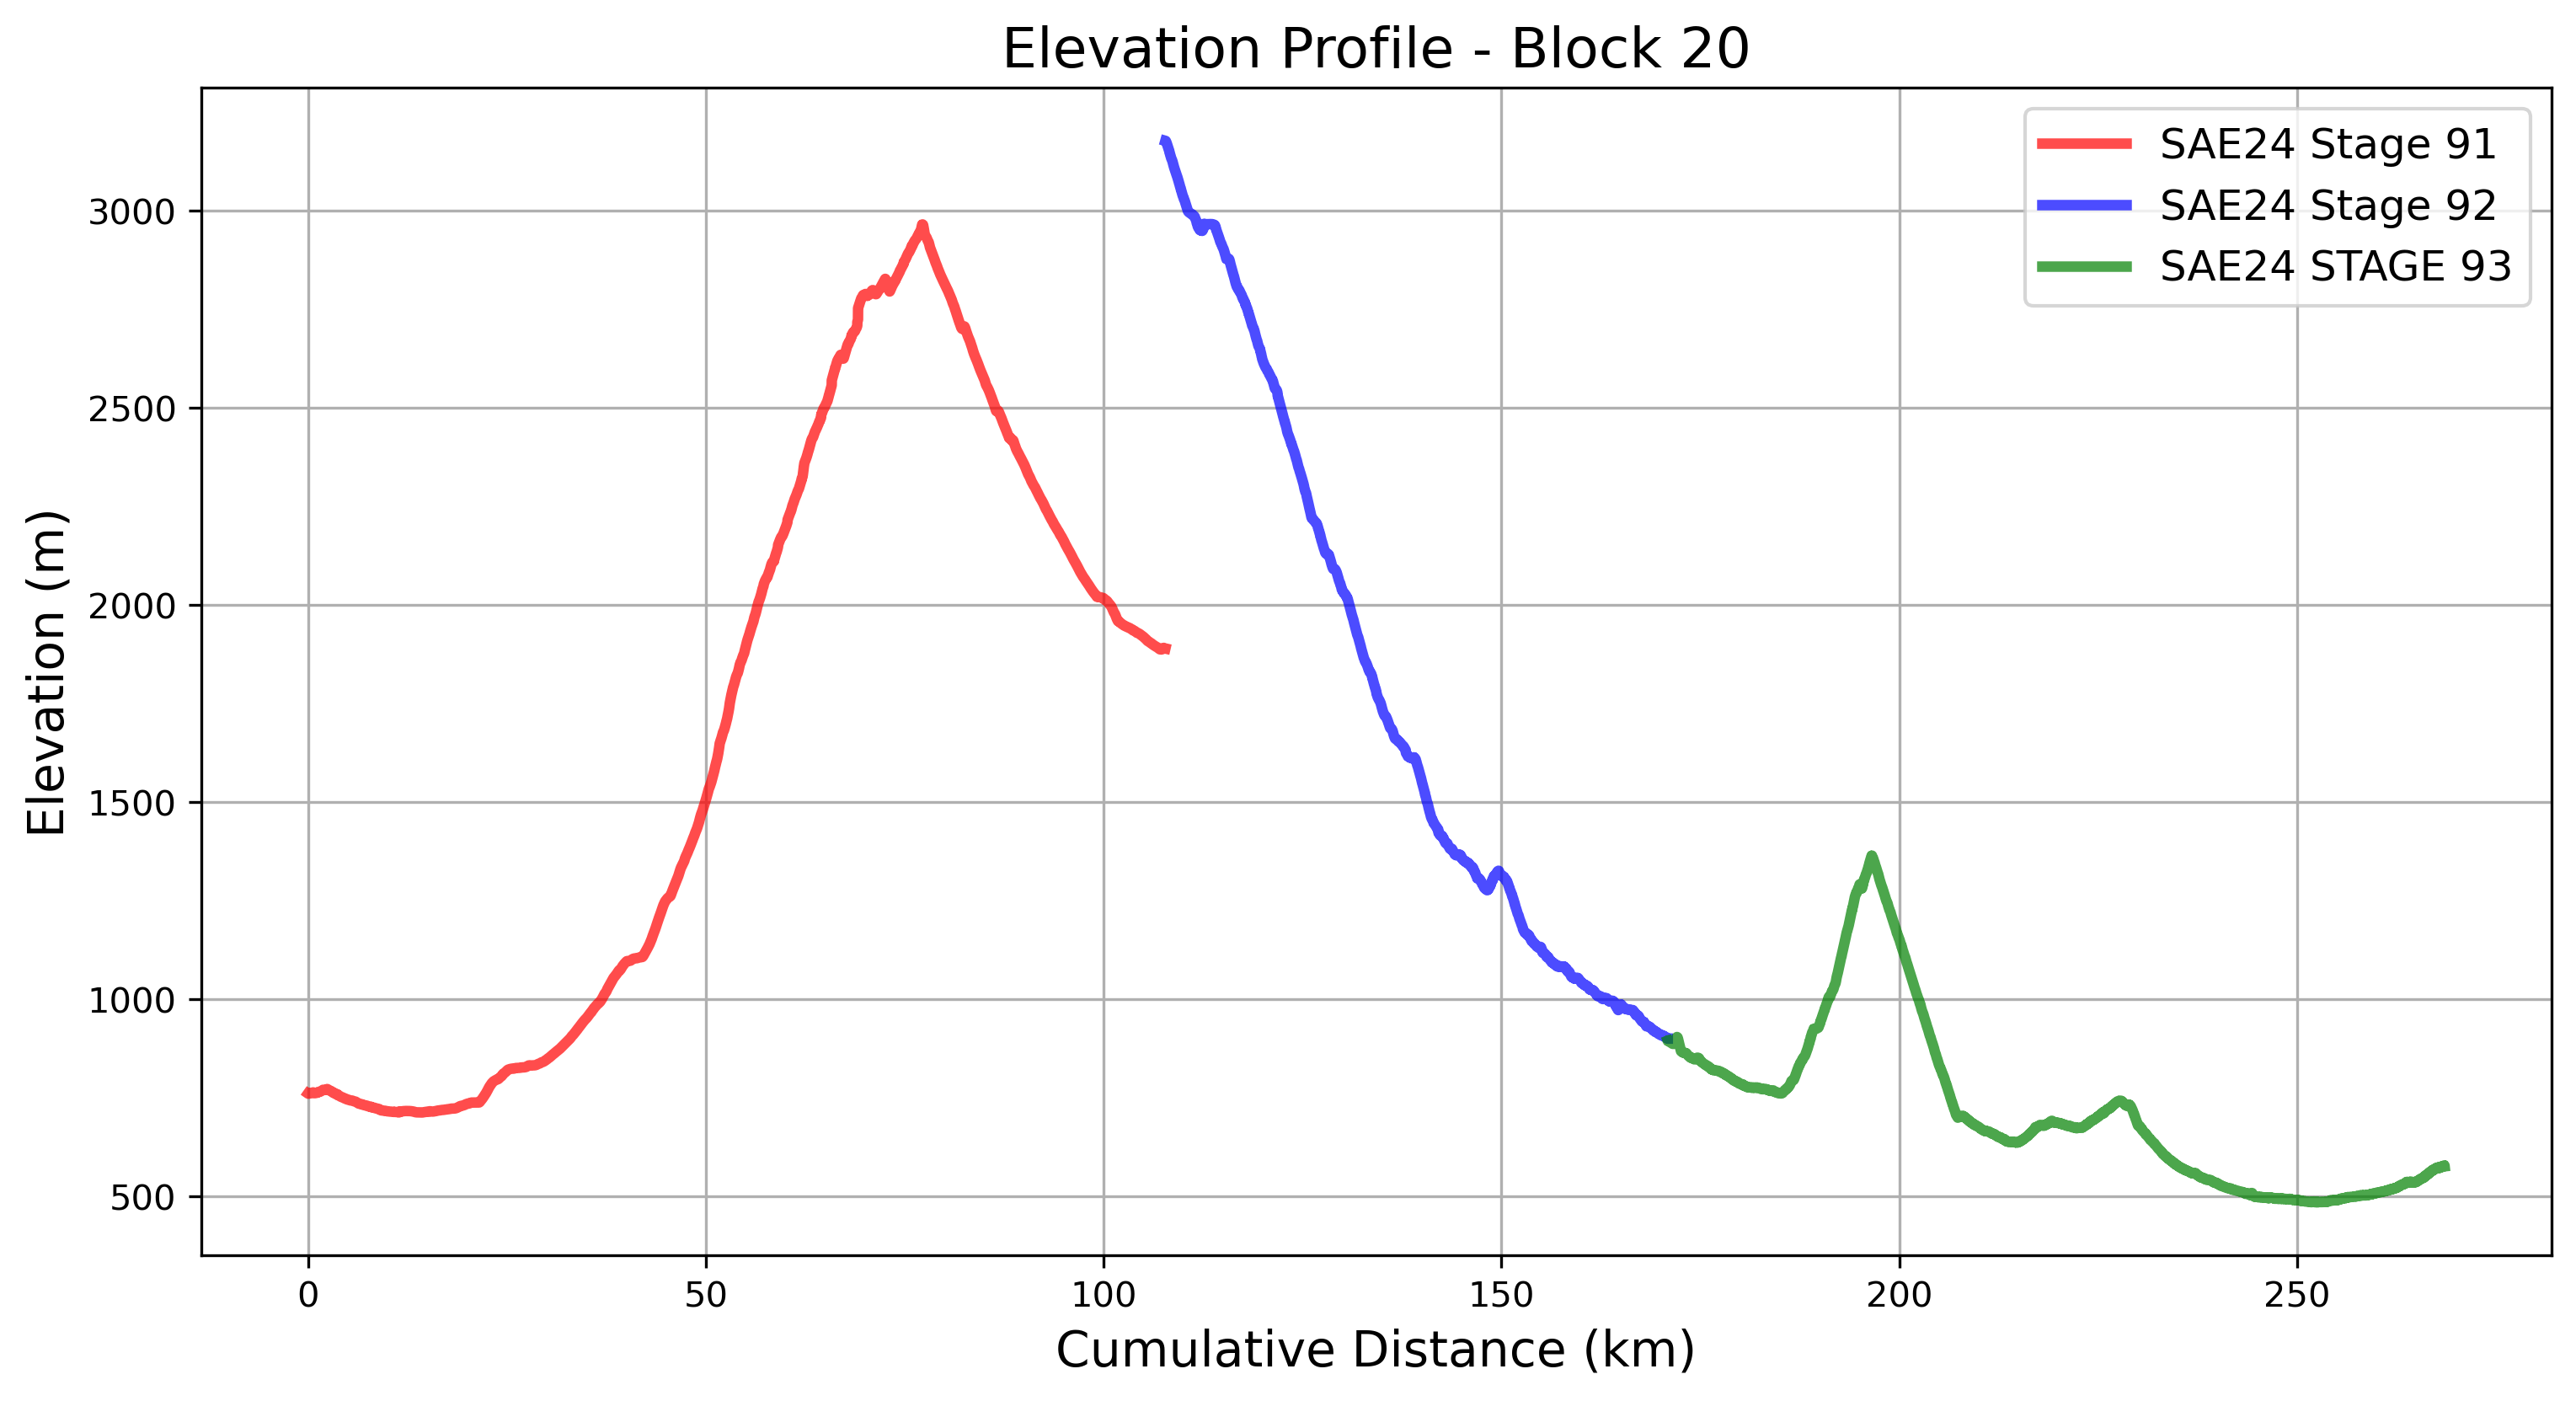 Elevation Profile - Block 20
SAE24 Stage 91
SAE24 Stage 92
SAE24 STAGE 93
Elevation (m)
3000
2500
2000
1500
1000
500
0
50
100
150
200
250
Cumulative Distance (km)